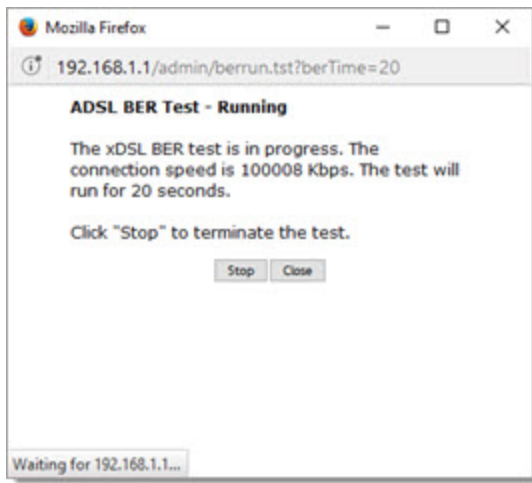 Mozilla Firefox
192.168.1.1/admin/berrun.tst?berTime=20
ADSL BER Test - Running
The xDSL BER test is in progress. The
connection speed is 100008 Kbps. The test will
run for 20 seconds.
Click "Stop" to terminate the test.
Stop Close
Waiting for 192.168.1.1...